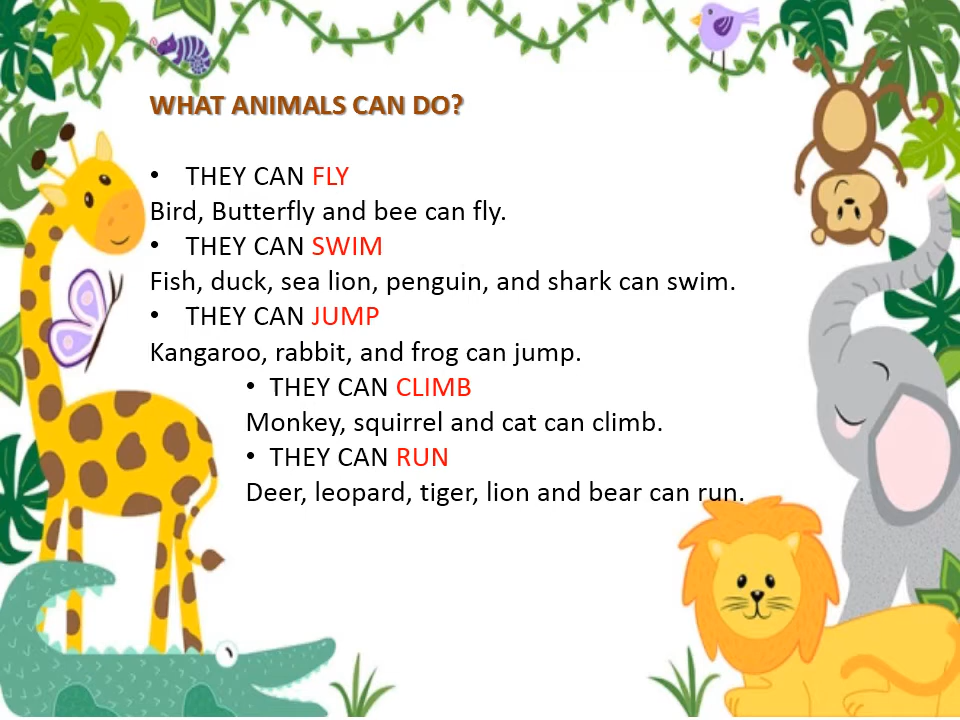 WHAT ANIMALS CAN DO?
• THEY CAN FLY
Bird, Butterfly and bee can fly.
• THEY CAN SWIM
Fish, duck, sea lion, penguin, and shark can swim.
• THEY CAN JUMP
Kangaroo, rabbit, and frog can jump.
• THEY CAN CLIMB
Monkey, squirrel and cat can climb.
• THEY CAN RUN
Deer, leopard, tiger, lion and bear can run.